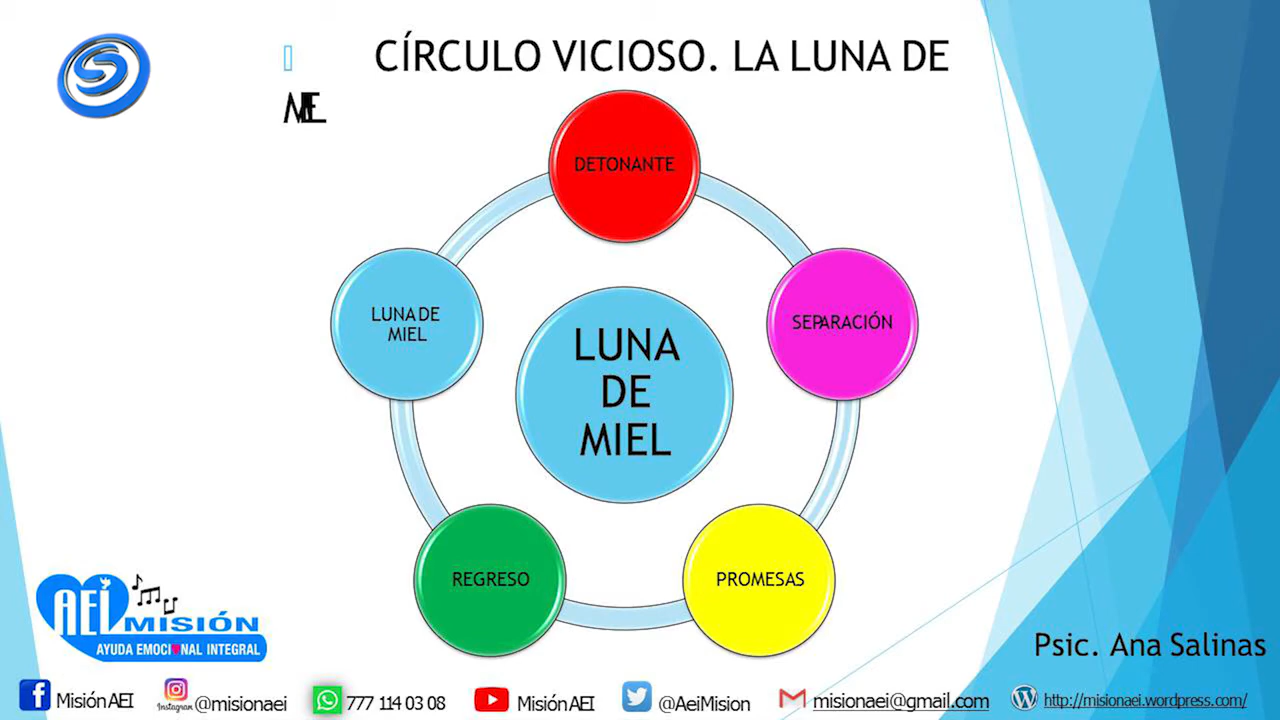 CÍRCULO VICIOSO. LA LUNA DE
DETONANTE
LUNA DE
MIEL
SEPARACIÓN
LUNA
DE
MIEL
REGRESO
PROMESAS
AEI MISIÓN
AYUDA EMOCIONAL INTEGRAL
Psic. Ana Salinas
Misión AEI
Instagram
@misionaei
777 114 03 08
Misión AEI
@AeiMision
misionaei@gmail.com
http://misionaei.wordpress.com/